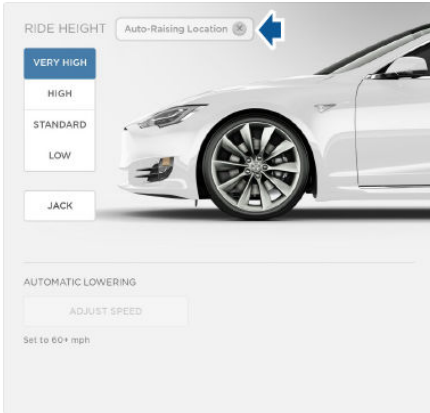 RIDE HEIGHT
Auto-Raising Location
VERY HIGH
HIGH
STANDARD
LOW
JACK
AUTOMATIC LOWERING
ADJUST SPEED
Set to 60+ mph